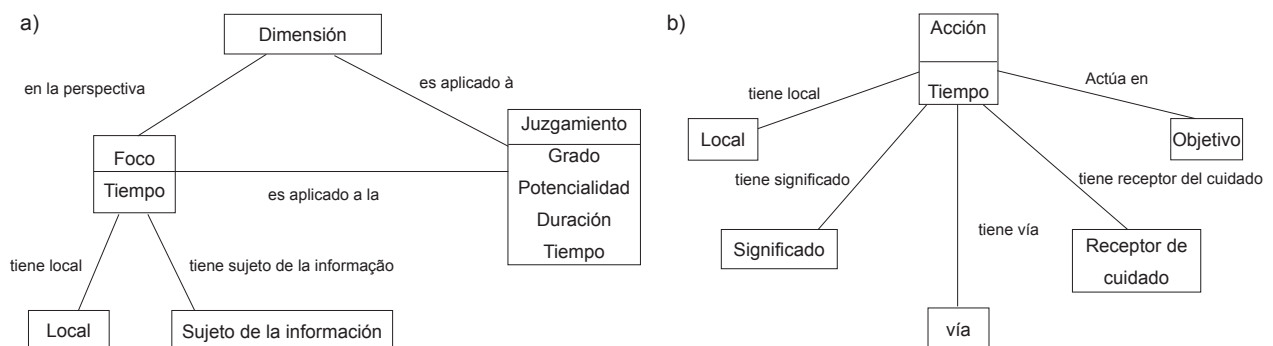 a)
Dimensión
en la perspectiva
es aplicado à
Foco
Tiempo
es aplicado a la
Juzgamiento
Grado
Potencialidad
Duración
Tiempo
tiene local
tiene sujeto de la informação
Local
Sujeto de la información
b)
Acción
Tiempo
tiene local
Actúa en
Local
Objetivo
tiene significado
tiene receptor del cuidado
Significado
tiene vía
Receptor de
cuidado
vía